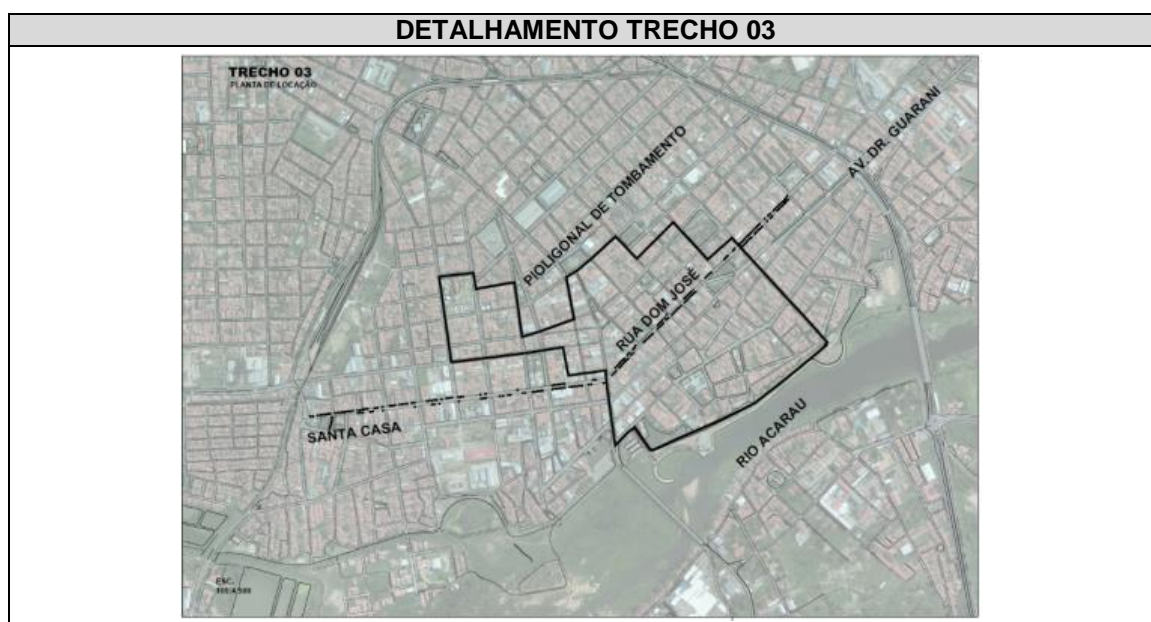 DETALHAMENTO TRECHO 03
TRECHO 03
PLANTA DE LOCAÇÃO
AV. DR. GUARANI
PIOLIGONAL DE TOMBAMENTO
RUA DOM JOSÉ
SANTA CASA
RIO ACARAU
ESC.